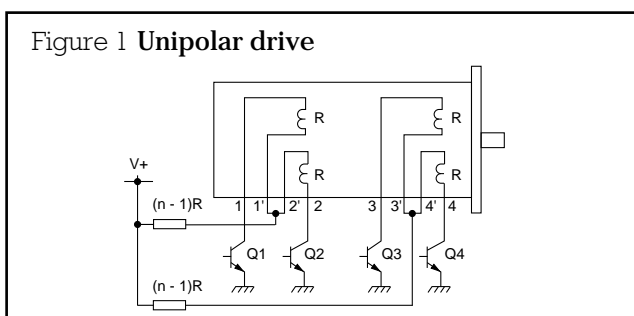 Figure 1 Unipolar drive
R
R
R
R
V+
(n - 1)R
1 1' 2' 2 3 3' 4' 4
Q1 Q2 Q3 Q4
(n - 1)R